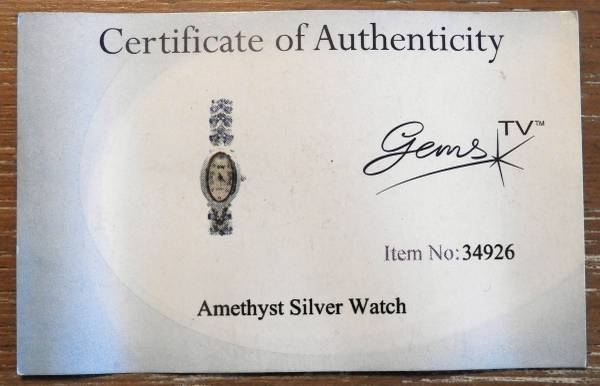 Certificate of Authenticity
Gems TV™
Item No: 34926
Amethyst Silver Watch